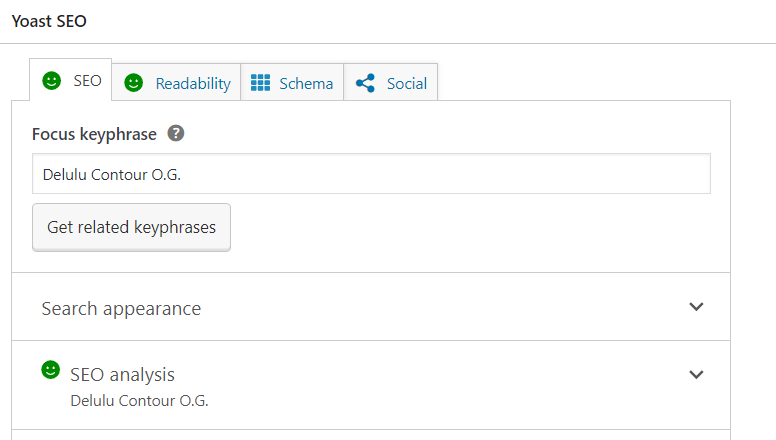 Yoast SEO
SEO Readability Schema Social
Focus keyphrase ?
Delulu Contour O.G.
Get related keyphrases
Search appearance
SEO analysis
Delulu Contour O.G.